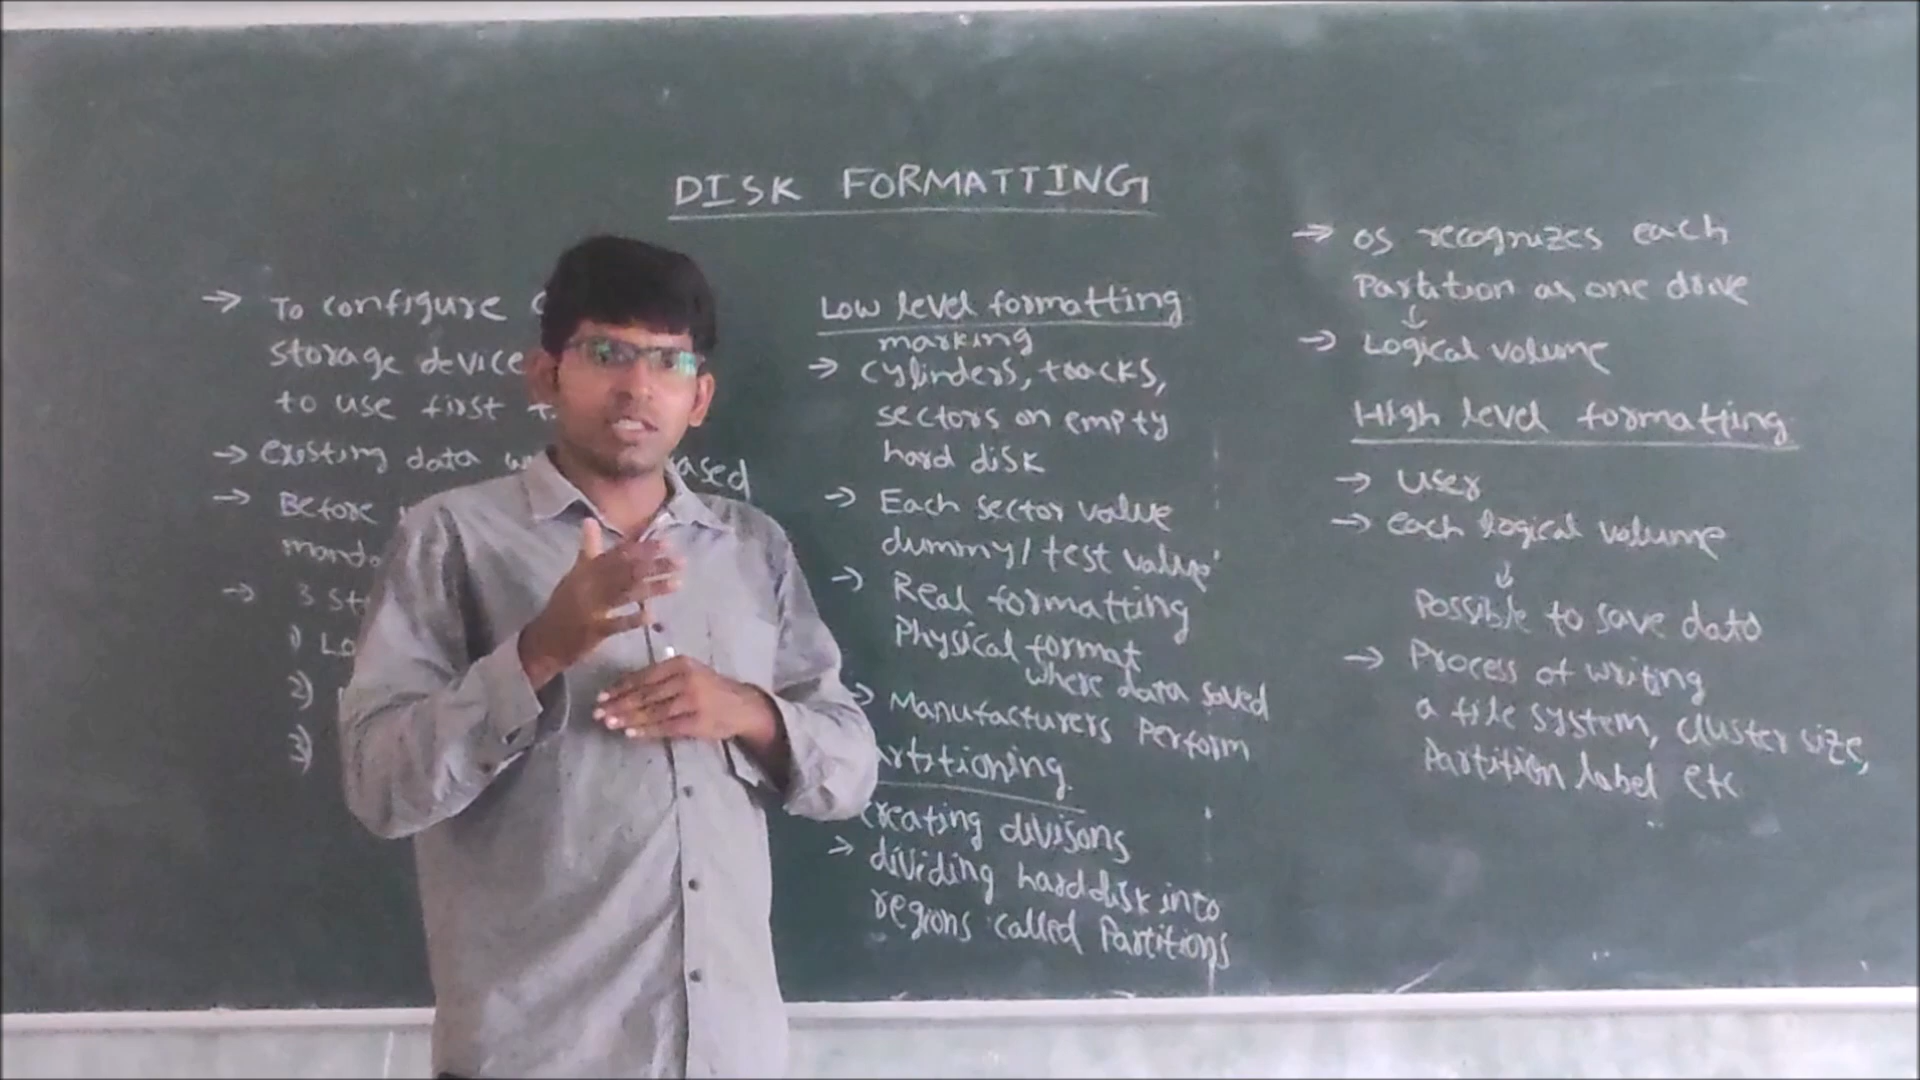 DISK FORMATTING
→ To configure
storage device
to use first
→ existing data
→ Before
→ 3
1)
2)
3)
Low level formatting
marking
→ cylinders, tracks,
sectors on empty
hard disk
→ Each sector value
dummy/test value
→ Real formatting
Physical format
where data saved
→ Manufacturers perform
creating divisons
→ dividing harddisk into
regions called Partitions
→ OS recognizes each
Partition as one drive
↓
→ Logical volume
High level formatting
→ user
→ each logical volume
↓
Possible to save data
→ Process of writing
a file system, cluster size,
Partition label etc